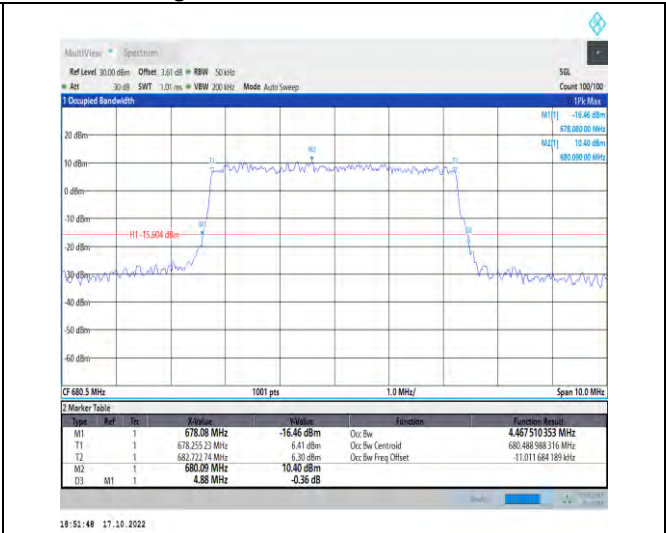 MultiView Spectrum
Ref Level 30.00 dBm Offset 3.61 dB RBW 50 kHz SGL
Att 30 dB SWT 1.01 ms VBW 200 kHz Mode Auto Sweep Count 100/100
1 Occupied Bandwidth 1Pk Max
M1[1] -16.46 dBm
678.080 00 MHz
20 dBm
M2[1] 10.40 dBm
680.090 00 MHz
M2
10 dBm
T1 T2
0 dBm
-10 dBm
M1
H1 -15.604 dBm
-20 dBm
-30 dBm
-40 dBm
-50 dBm
-60 dBm
CF 680.5 MHz 1001 pts 1.0 MHz/ Span 10.0 MHz
2 Marker Table
Type Ref Trc X-Value Y-Value Function Function Result
M1 1 678.08 MHz -16.46 dBm Occ Bw 4.467 510 353 MHz
T1 1 678.255 23 MHz 6.41 dBm Occ Bw Centroid 680.488 988 316 MHz
T2 1 682.722 74 MHz 6.30 dBm Occ Bw Freq Offset -11.011 684 189 kHz
M2 1 680.09 MHz 10.40 dBm
D3 M1 1 4.88 MHz -0.36 dB
18:51:48 17.10.2022